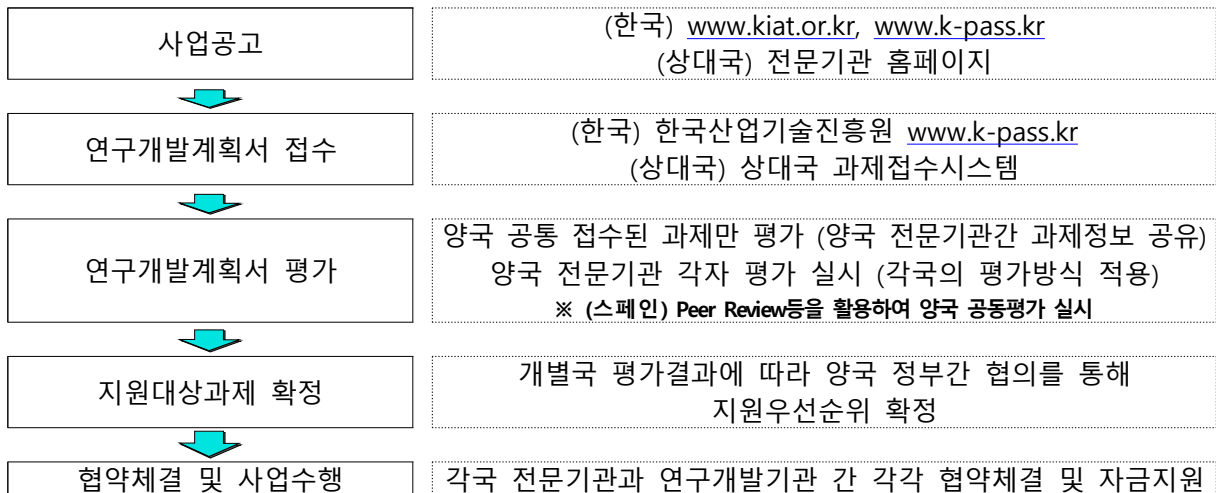 사업공고
(한국) www.kiat.or.kr, www.k-pass.kr
(상대국) 전문기관 홈페이지
연구개발계획서 접수
(한국) 한국산업기술진흥원 www.k-pass.kr
(상대국) 상대국 과제접수시스템
연구개발계획서 평가
양국 공통 접수된 과제만 평가 (양국 전문기관간 과제정보 공유)
양국 전문기관 각자 평가 실시 (각국의 평가방식 적용)
※ (스페인) Peer Review등을 활용하여 양국 공동평가 실시
지원대상과제 확정
개별국 평가결과에 따라 양국 정부간 협의를 통해
지원우선순위 확정
협약체결 및 사업수행
각국 전문기관과 연구개발기관 간 각각 협약체결 및 자금지원